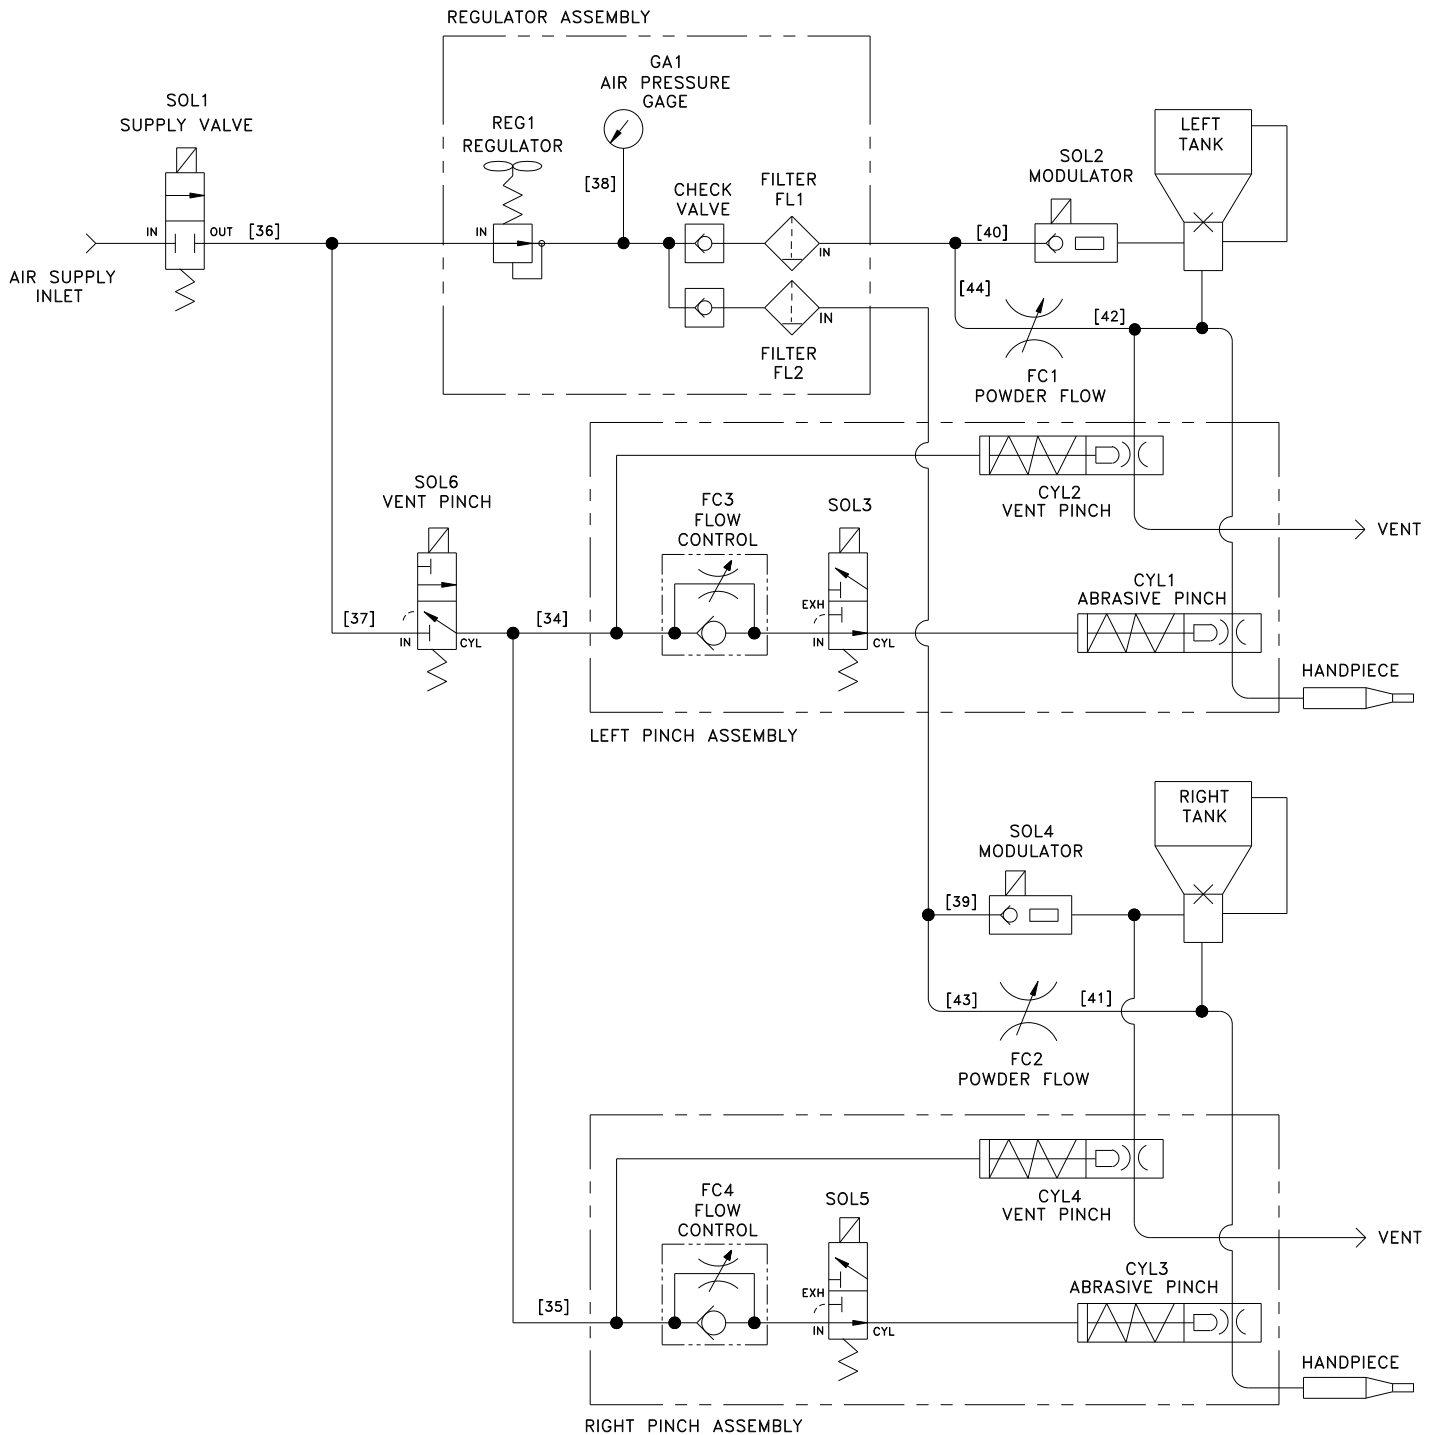 REGULATOR ASSEMBLY
GA1
AIR PRESSURE
GAGE
SOL1
SUPPLY VALVE
REG1
REGULATOR
[38]
CHECK
VALVE
FILTER
FL1
SOL2
MODULATOR
LEFT
TANK
IN
OUT
[36]
IN
IN
[40]
AIR SUPPLY
INLET
[44]
IN
[42]
FILTER
FL2
FC1
POWDER FLOW
SOL6
VENT PINCH
FC3
FLOW
CONTROL
SOL3
CYL2
VENT PINCH
VENT
CYL1
ABRASIVE PINCH
EXH
[37]
IN
CYL
[34]
IN
CYL
HANDPIECE
LEFT PINCH ASSEMBLY
RIGHT
TANK
SOL4
MODULATOR
[39]
[43]
[41]
FC2
POWDER FLOW
FC4
FLOW
CONTROL
SOL5
CYL4
VENT PINCH
VENT
CYL3
ABRASIVE PINCH
EXH
[35]
IN
CYL
HANDPIECE
RIGHT PINCH ASSEMBLY